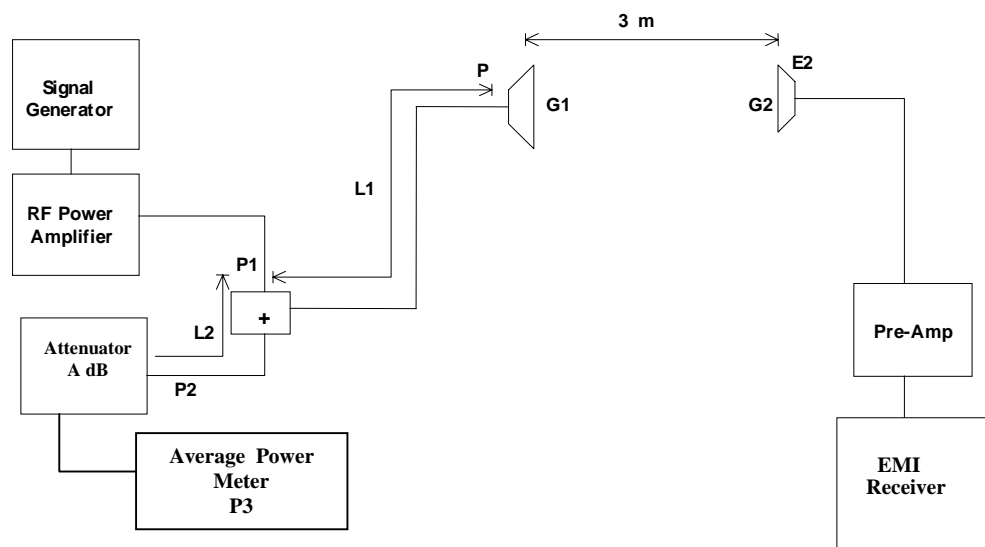 3 m
Signal
Generator
P
E2
G1
G2
L1
RF Power
Amplifier
P1
+
L2
Attenuator
A dB
P2
Pre-Amp
Average Power
Meter
P3
EMI
Receiver